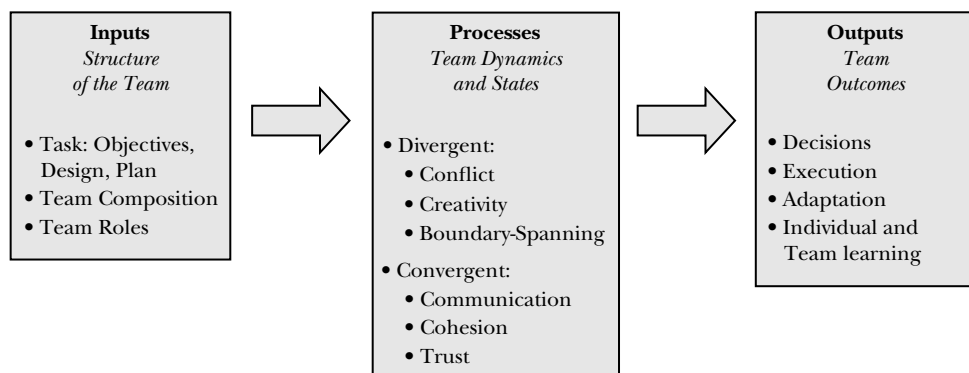 Inputs
Structure
of the Team
• Task: Objectives,
Design, Plan
• Team Composition
• Team Roles
Processes
Team Dynamics
and States
• Divergent:
• Conflict
• Creativity
• Boundary-Spanning
• Convergent:
• Communication
• Cohesion
• Trust
Outputs
Team
Outcomes
• Decisions
• Execution
• Adaptation
• Individual and
Team learning